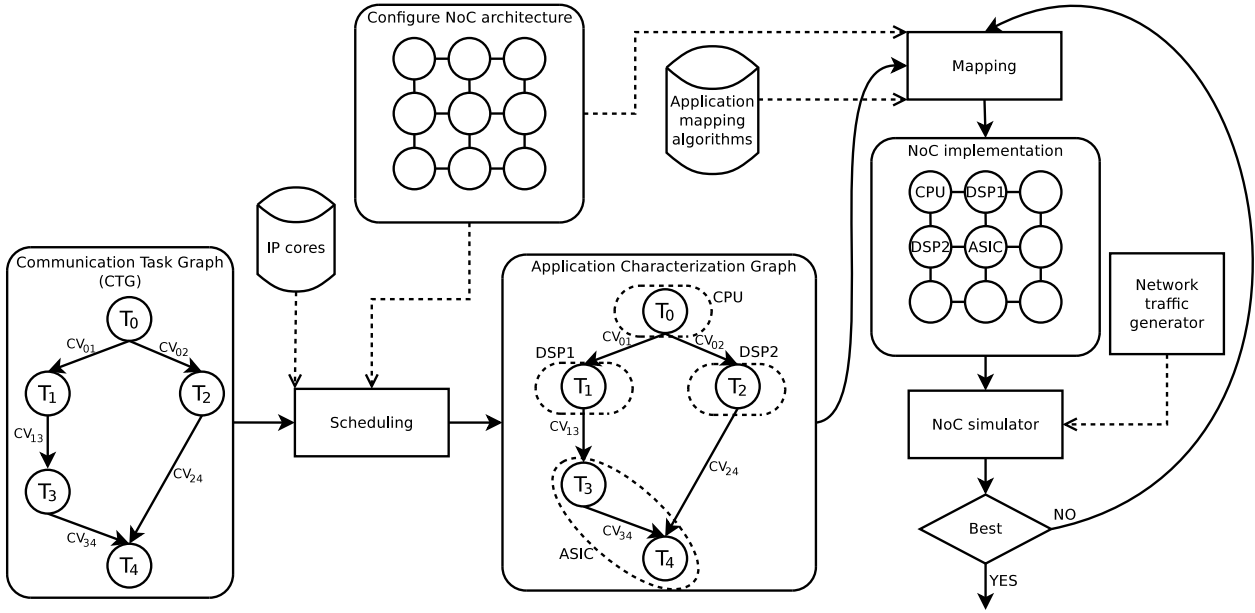 Configure NoC architecture
Application
mapping
algorithms
Mapping
NoC implementation
CPU
DSP1
DSP2
ASIC
IP cores
Network
traffic
generator
Communication Task Graph
(CTG)
T0
CV01
CV02
T1
T2
CV13
T3
CV24
CV34
T4
Scheduling
Application Characterization Graph
CPU
T0
CV01
CV02
DSP1
DSP2
T1
T2
CV13
CV24
T3
CV34
ASIC
T4
NoC simulator
Best
NO
YES